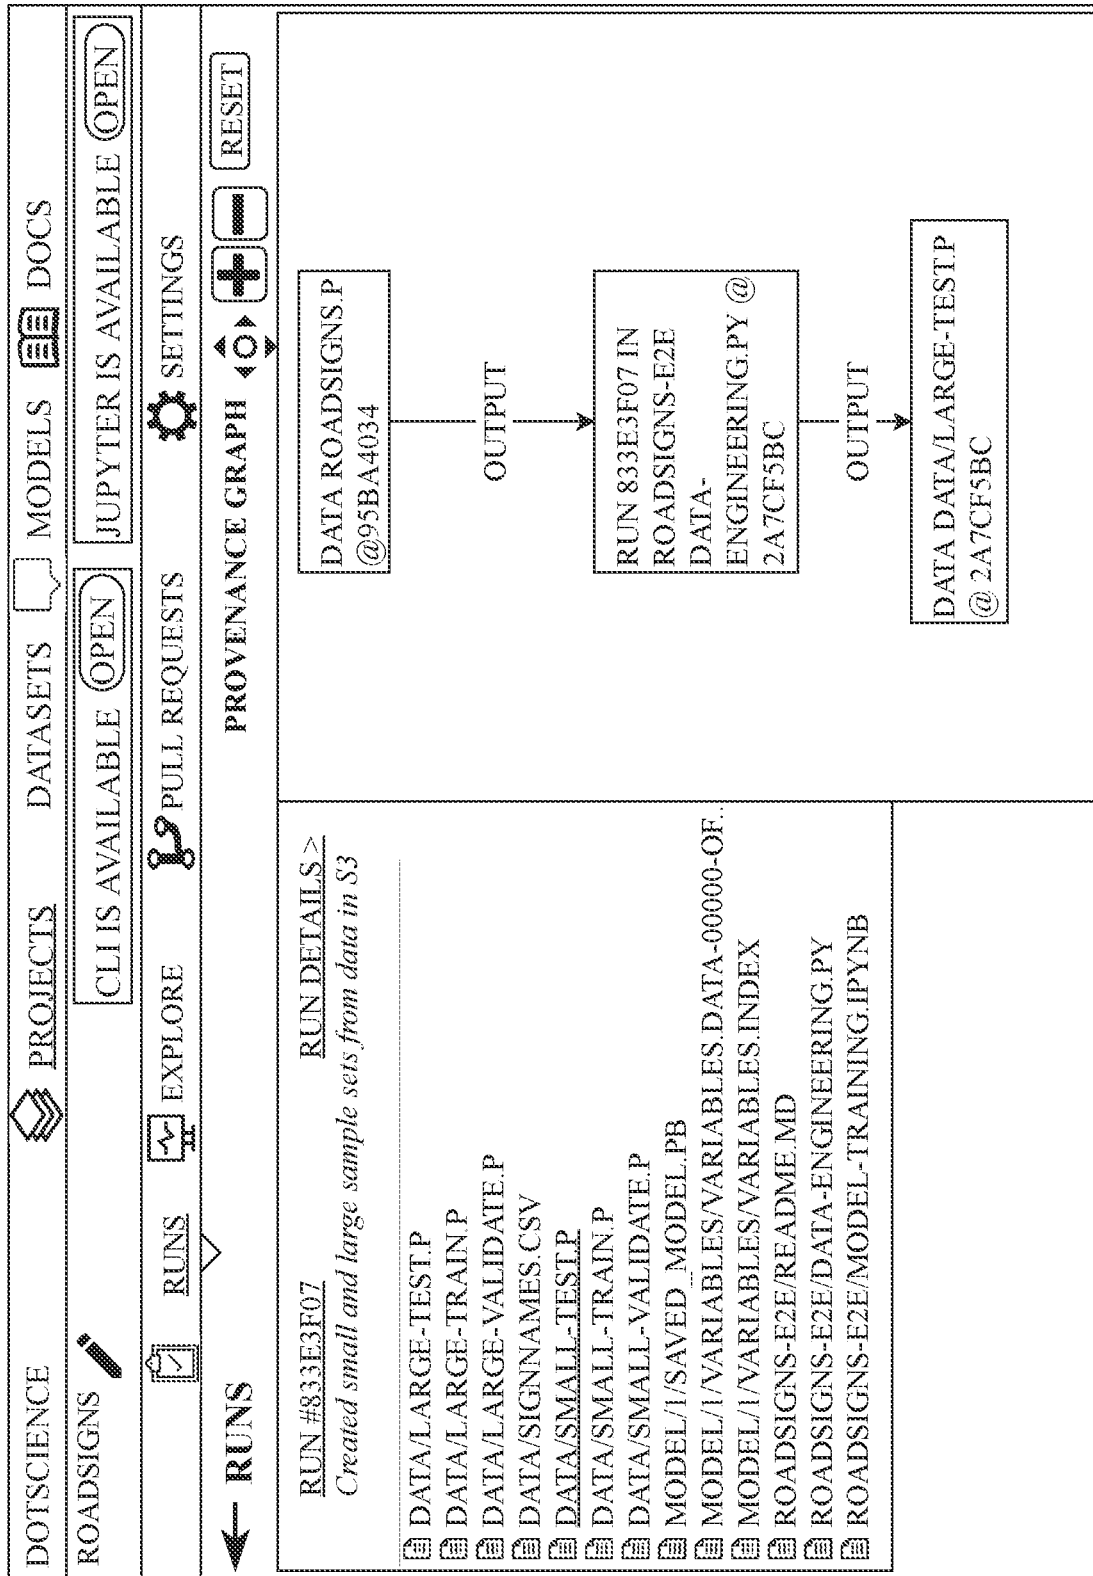 DOTSCIENCE PROJECTS DATASETS MODELS DOCS
ROADSIGNS CLI IS AVAILABLE OPEN JUPYTER IS AVAILABLE OPEN
RUNS EXPLORE PULL REQUESTS SETTINGS
RUNS PROVENANCE GRAPH RESET
RUN #833E3F07 RUN DETAILS >
Created small and large sample sets from data in S3
DATA/LARGE-TEST.P
DATA/LARGE-TRAIN.P
DATA/LARGE-VALIDATE.P
DATA/SIGNNAMES.CSV
DATA/SMALL-TEST.P
DATA/SMALL-TRAIN.P
DATA/SMALL-VALIDATE.P
MODEL/1/SAVED_MODEL.PB
MODEL/1/VARIABLES/VARIABLES.DATA-00000-OF..
MODEL/1/VARIABLES/VARIABLES.INDEX
ROADSIGNS-E2E/README.MD
ROADSIGNS-E2E/DATA-ENGINEERING.PY
ROADSIGNS-E2E/MODEL-TRAINING.IPYNB
DATA ROADSIGNS.P
@95BA4034
OUTPUT
RUN 833E3F07 IN
ROADSIGNS-E2E
DATA-
ENGINEERING.PY @
2A7CF5BC
OUTPUT
DATA DATA/LARGE-TEST.P
@ 2A7CF5BC